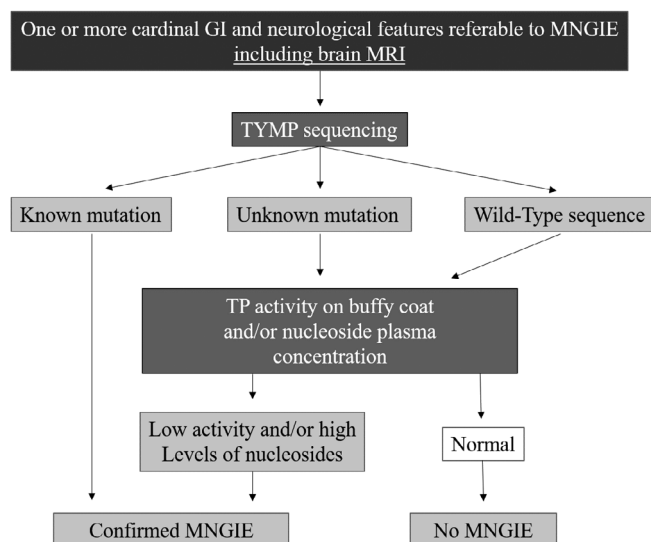 One or more cardinal GI and neurological features referable to MNGIE
including brain MRI
TYMP sequencing
Known mutation
Unknown mutation
Wild-Type sequence
TP activity on buffy coat
and/or nucleoside plasma
concentration
Low activity and/or high
Levels of nucleosides
Normal
Confirmed MNGIE
No MNGIE